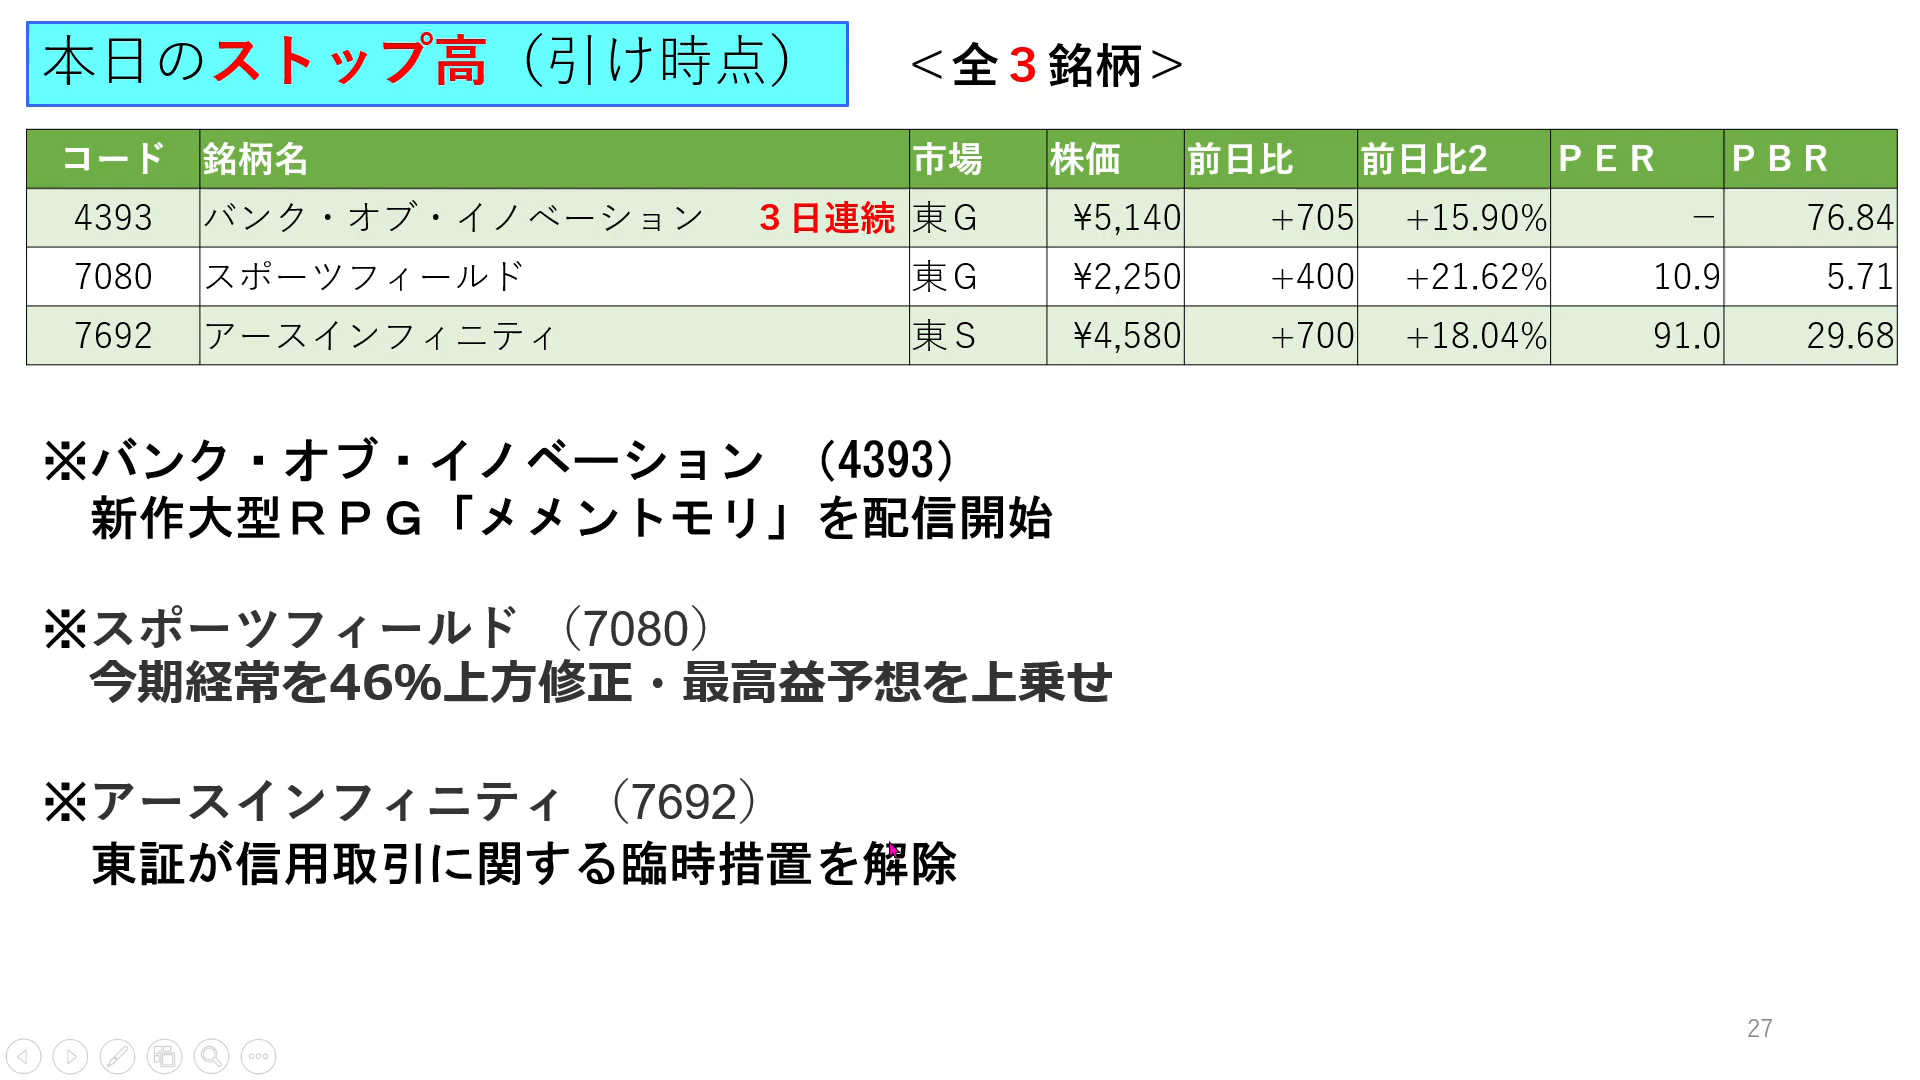 本日のストップ高（引け時点） ＜全３銘柄＞
コード 銘柄名 市場 株価 前日比 前日比2 ＰＥＲ ＰＢＲ
4393 バンク・オブ・イノベーション ３日連続 東Ｇ ¥5,140 +705 +15.90% － 76.84
7080 スポーツフィールド 東Ｇ ¥2,250 +400 +21.62% 10.9 5.71
7692 アースインフィニティ 東Ｓ ¥4,580 +700 +18.04% 91.0 29.68
※バンク・オブ・イノベーション （4393）
新作大型ＲＰＧ「メメントモリ」を配信開始
※スポーツフィールド （7080）
今期経常を46%上方修正・最高益予想を上乗せ
※アースインフィニティ （7692）
東証が信用取引に関する臨時措置を解除
27